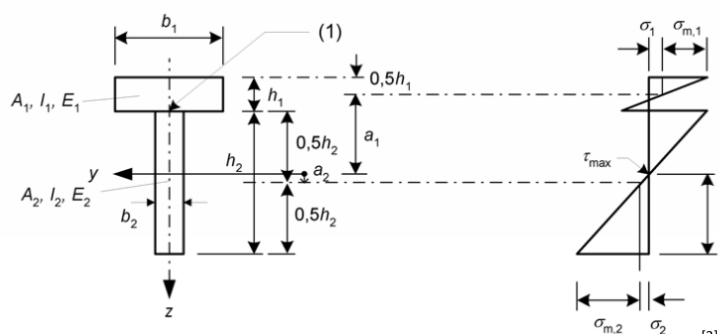 b₁
(1)
σ₁
σm,1
0,5h₁
A₁, I₁, E₁
h₁
a₁
0,5h₂
h₂
τmax
y
a₂
A₂, I₂, E₂
b₂
0,5h₂
z
σm,2
σ₂